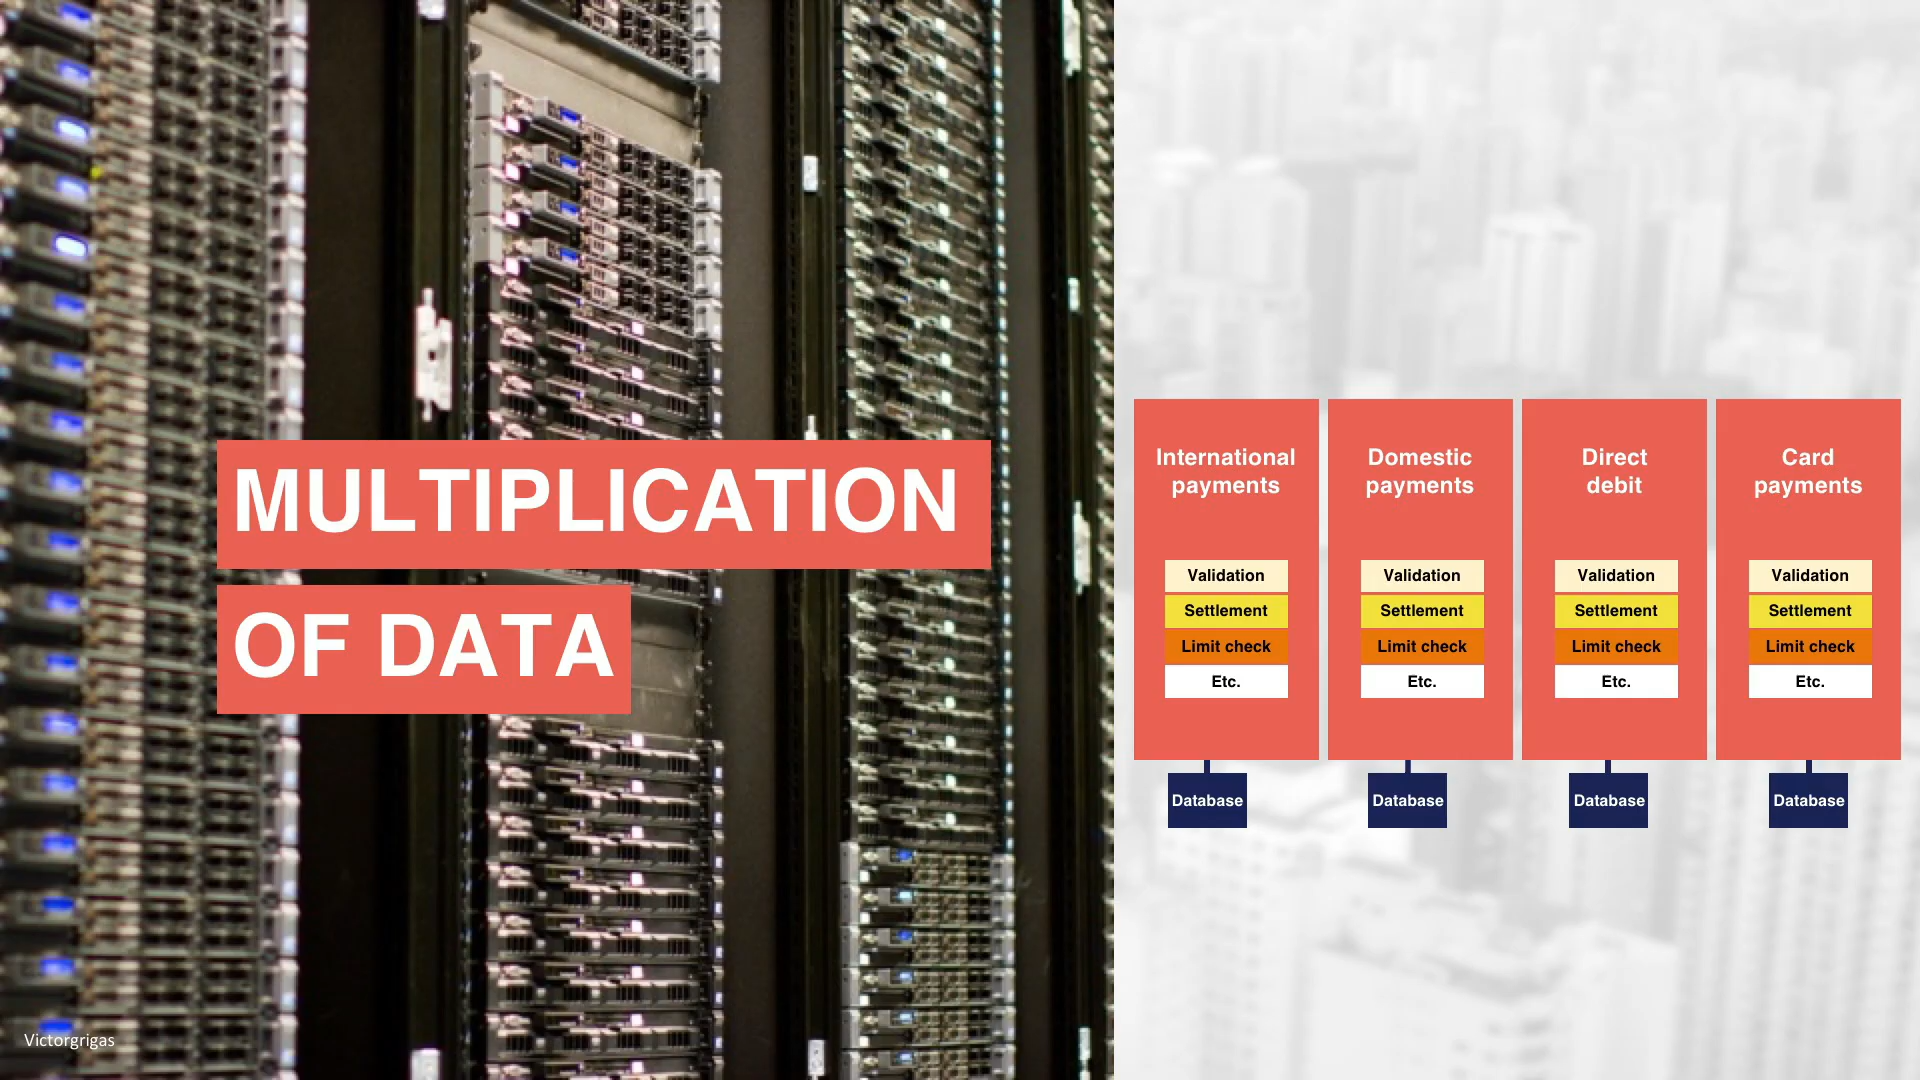 MULTIPLICATION
OF DATA
Victorgrigas
International
payments
Validation
Settlement
Limit check
Etc.
Database
Domestic
payments
Validation
Settlement
Limit check
Etc.
Database
Direct
debit
Validation
Settlement
Limit check
Etc.
Database
Card
payments
Validation
Settlement
Limit check
Etc.
Database